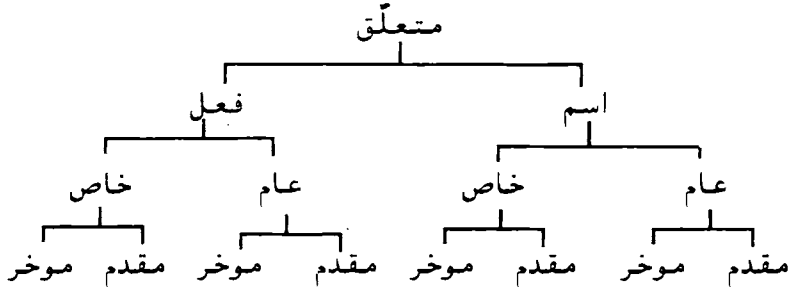 متعلّق
اسم فعل
عام خاص عام خاص
مقدم موخر مقدم موخر مقدم موخر مقدم موخر